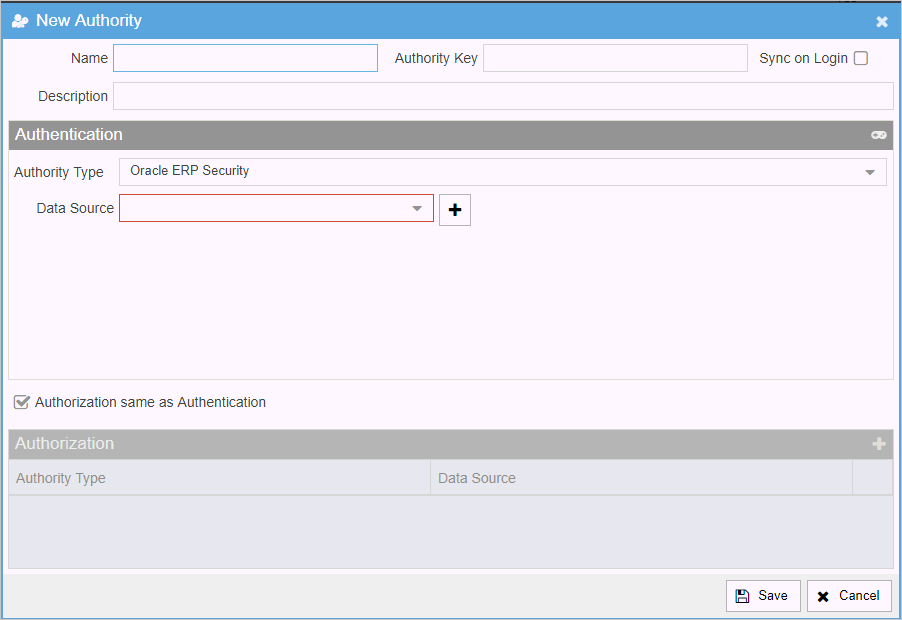 New Authority
Name Authority Key Sync on Login
Description
Authentication
Authority Type Oracle ERP Security
Data Source
Authorization same as Authentication
Authorization
Authority Type Data Source
Save Cancel